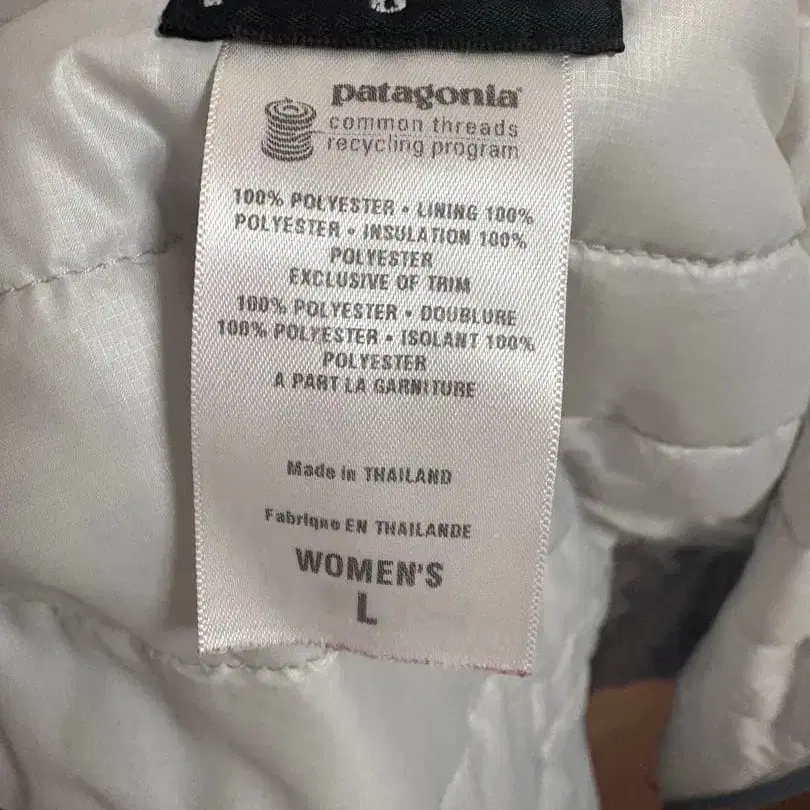 patagonia®
common threads
recycling program
100% POLYESTER • LINING 100%
POLYESTER • INSULATION 100%
POLYESTER
EXCLUSIVE OF TRIM
100% POLYESTER • DOUBLURE
100% POLYESTER • ISOLANT 100%
POLYESTER
A PART LA GARNITURE
Made in THAILAND
Fabrique EN THAILANDE
WOMEN'S
L